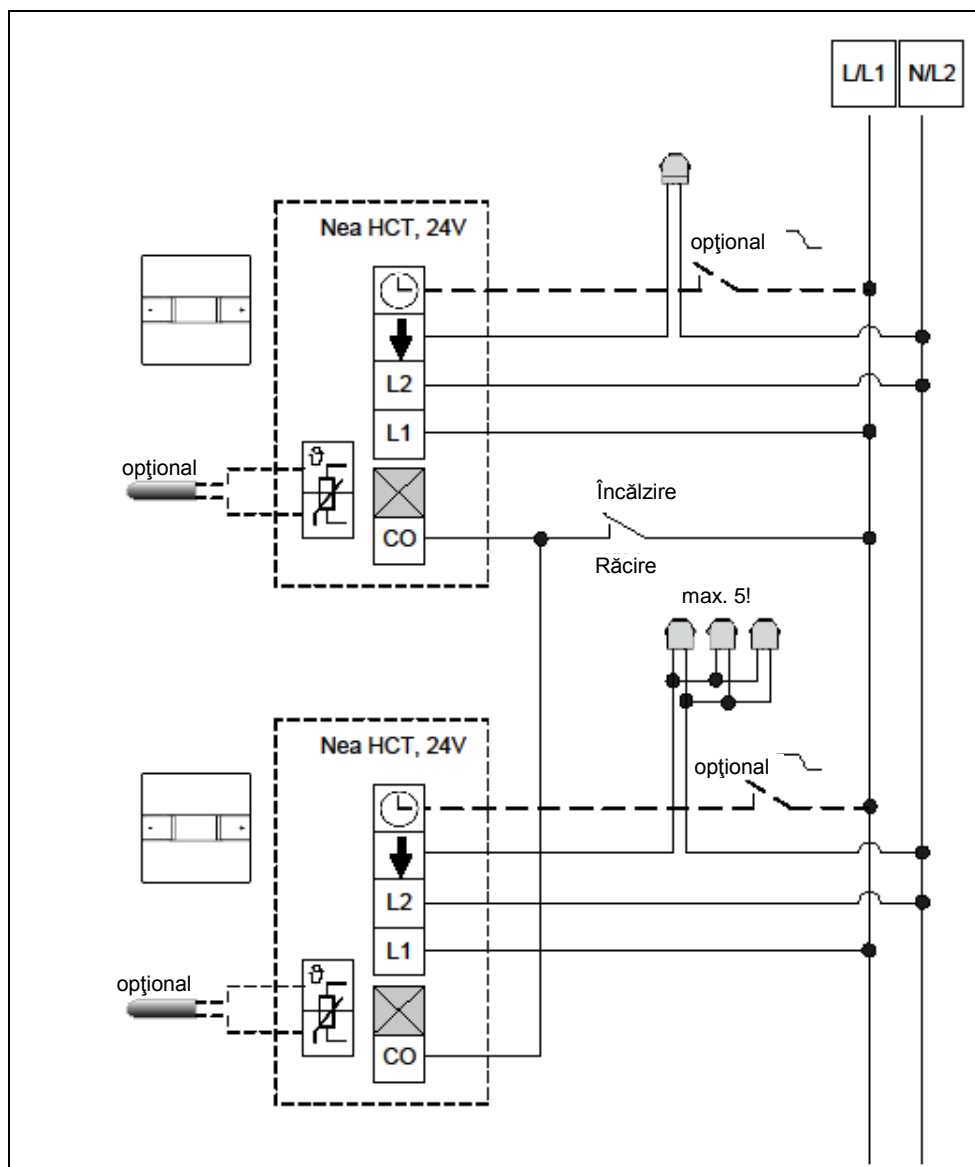 L/L1 N/L2
Nea HCT, 24V
opţional
L2
L1
opţional
Încălzire
CO
Răcire
max. 5!
Nea HCT, 24V
opţional
L2
L1
opţional
CO